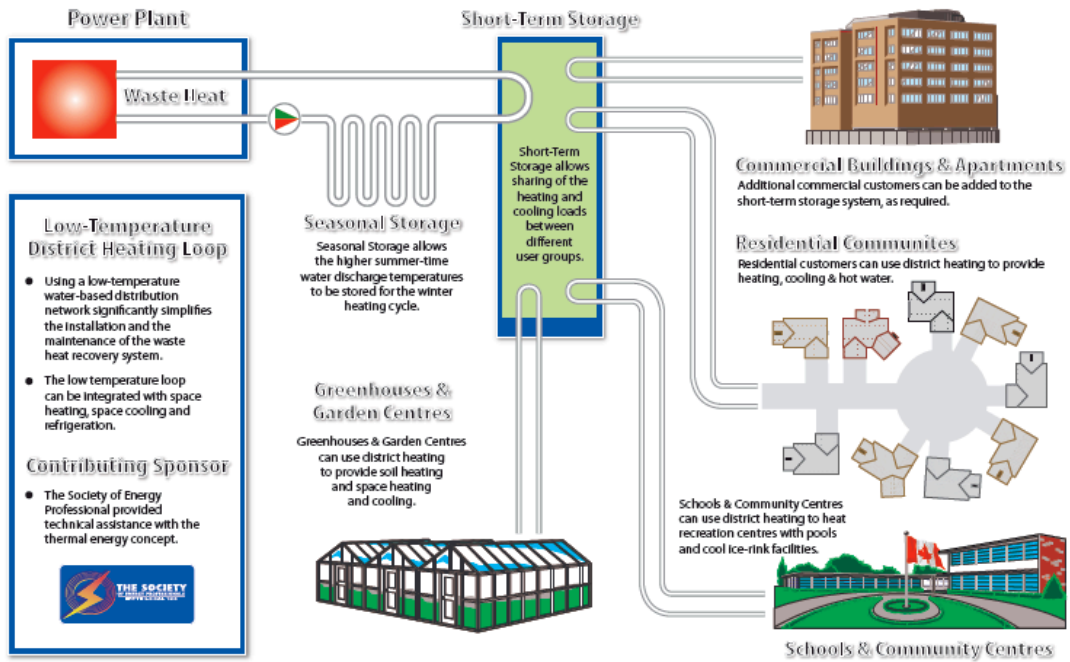 Power Plant
Waste Heat
Short-Term Storage
Short-Term
Storage allows
sharing of the
heating and
cooling loads
between
different
user groups.
Seasonal Storage
Seasonal Storage allows
the higher summer-time
water discharge temperatures
to be stored for the winter
heating cycle.
Commercial Buildings & Apartments
Additional commercial customers can be added to the
short-term storage system, as required.
Residential Communites
Residential customers can use district heating to provide
heating, cooling & hot water.
Low-Temperature
District Heating Loop
● Using a low-temperature
water-based distribution
network significantly simplifies
the installation and the
maintenance of the waste
heat recovery system.
● The low temperature loop
can be integrated with space
heating, space cooling and
refrigeration.
Contributing Sponsor
● The Society of Energy
Professional provided
technical assistance with the
thermal energy concept.
THE SOCIETY
OF ENERGY PROFESSIONALS
Greenhouses &
Garden Centres
Greenhouses & Garden Centres
can use district heating
to provide soil heating
and space heating
and cooling.
Schools & Community Centres
can use district heating to heat
recreation centres with pools
and cool ice-rink facilities.
Schools & Community Centres